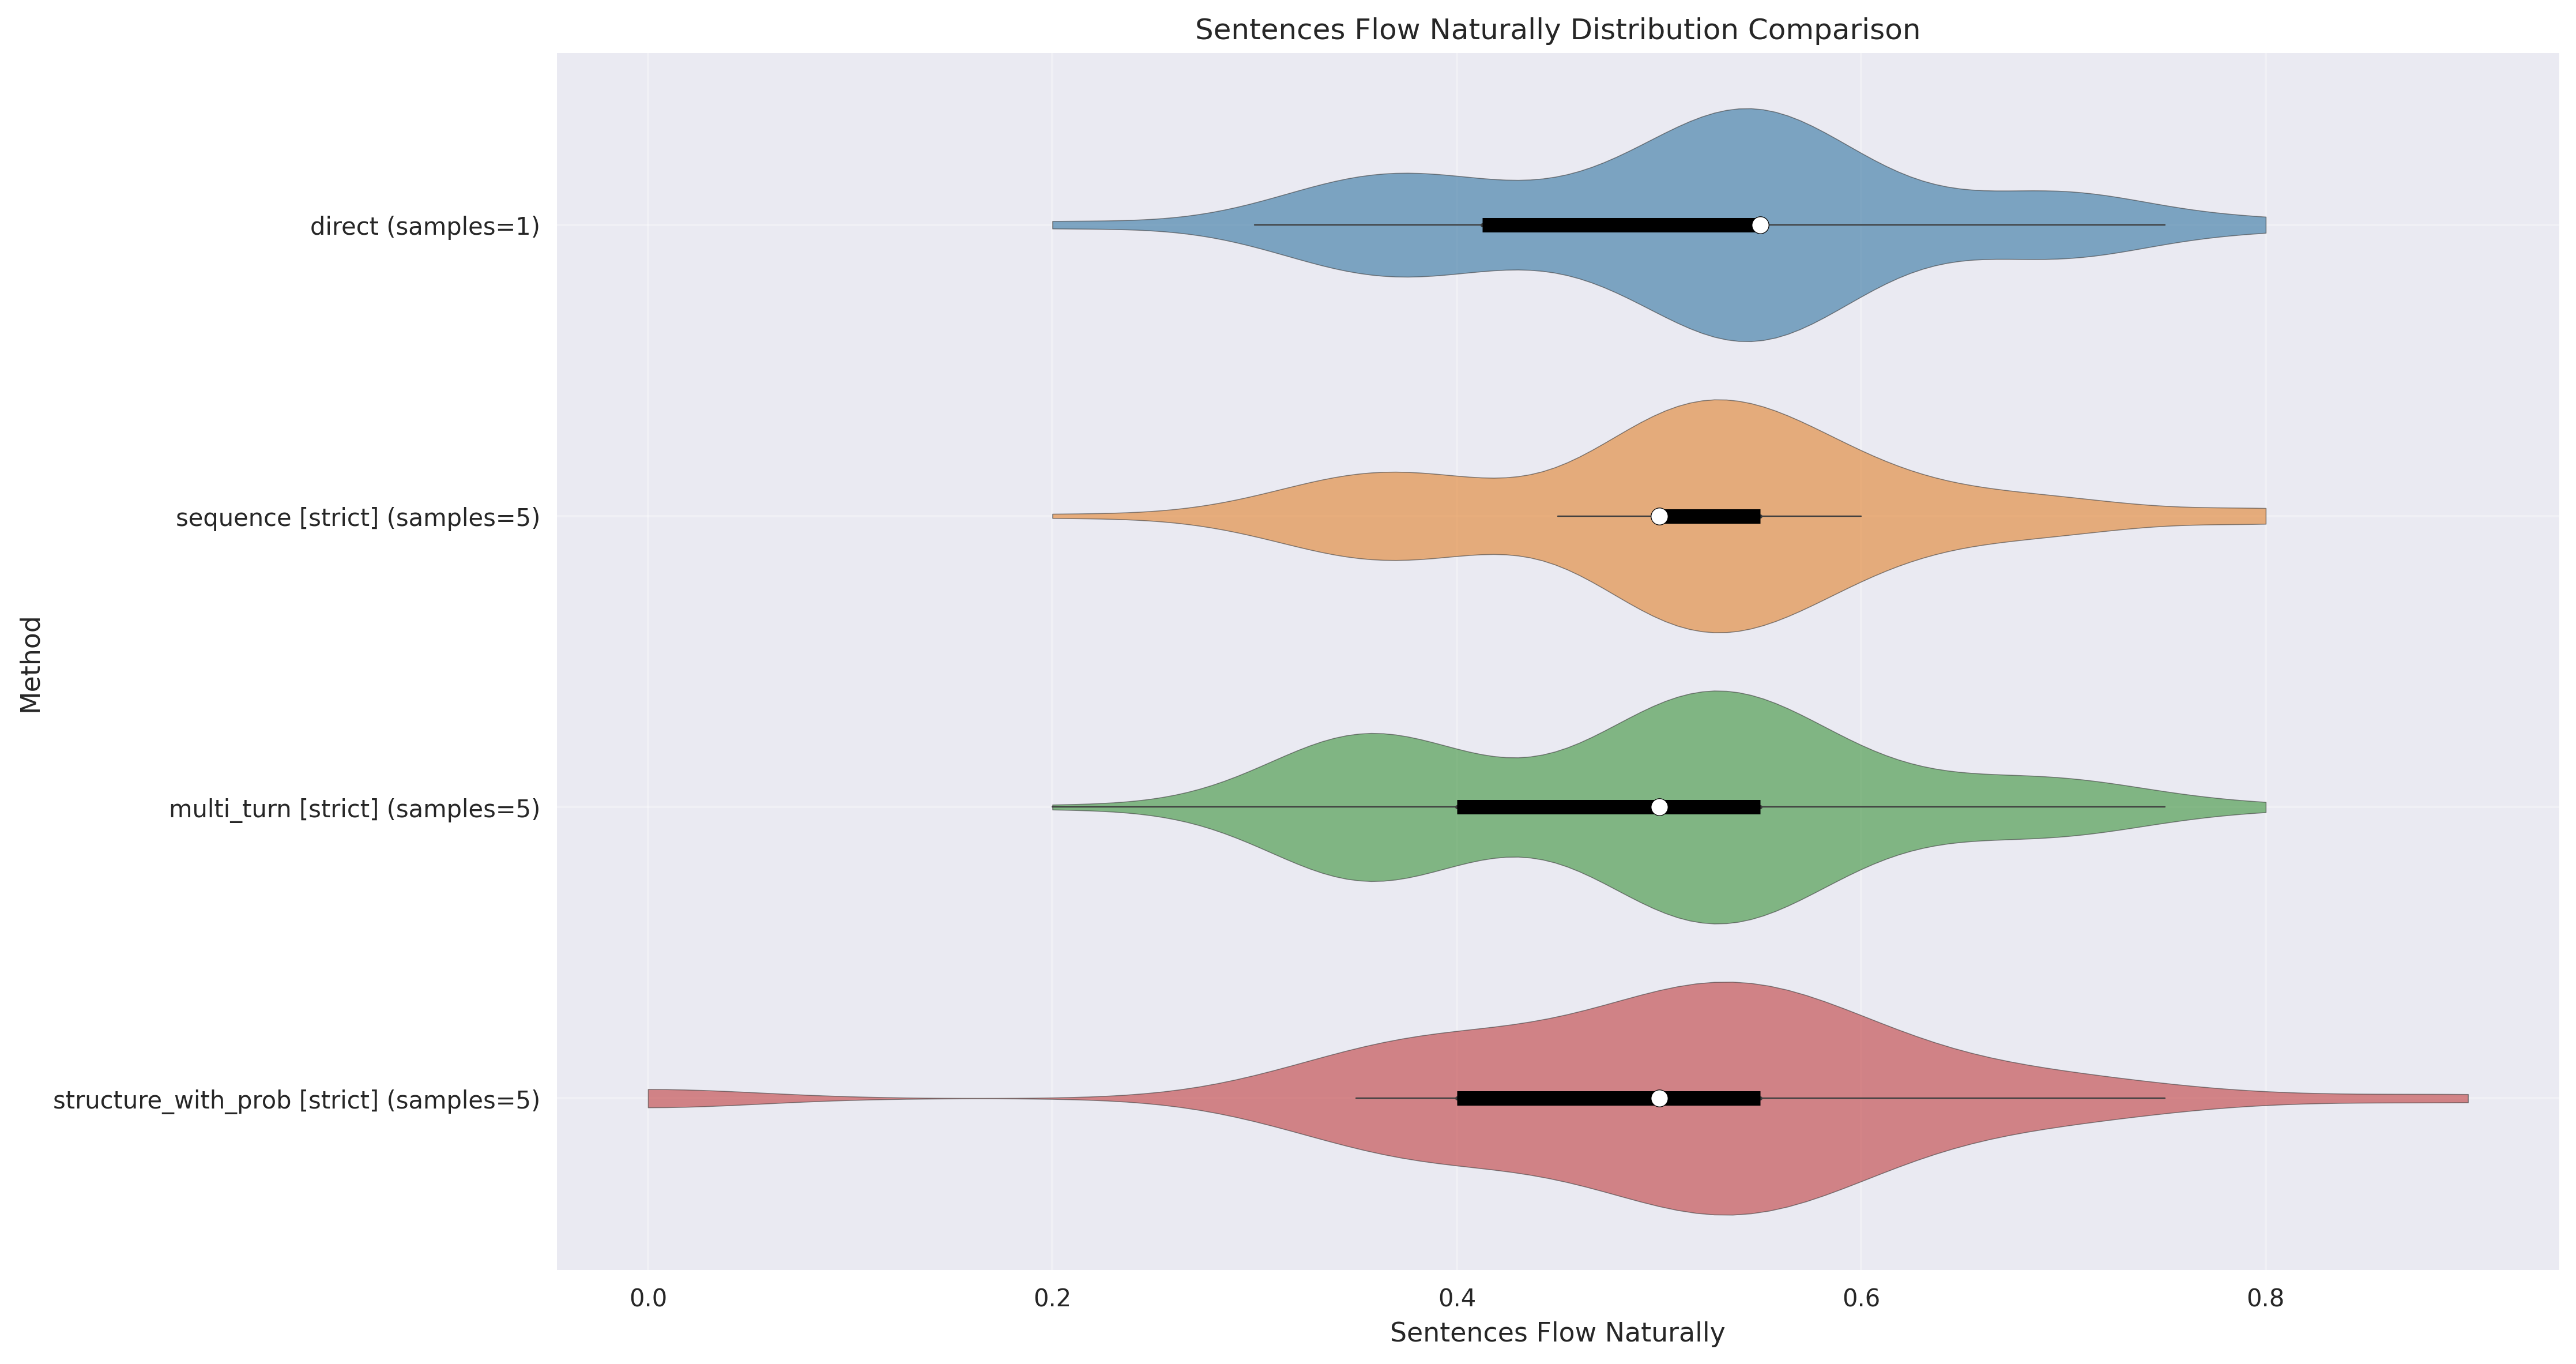 Sentences Flow Naturally Distribution Comparison
direct (samples=1)
sequence [strict] (samples=5)
multi_turn [strict] (samples=5)
structure_with_prob [strict] (samples=5)
Method
0.0 0.2 0.4 0.6 0.8
Sentences Flow Naturally